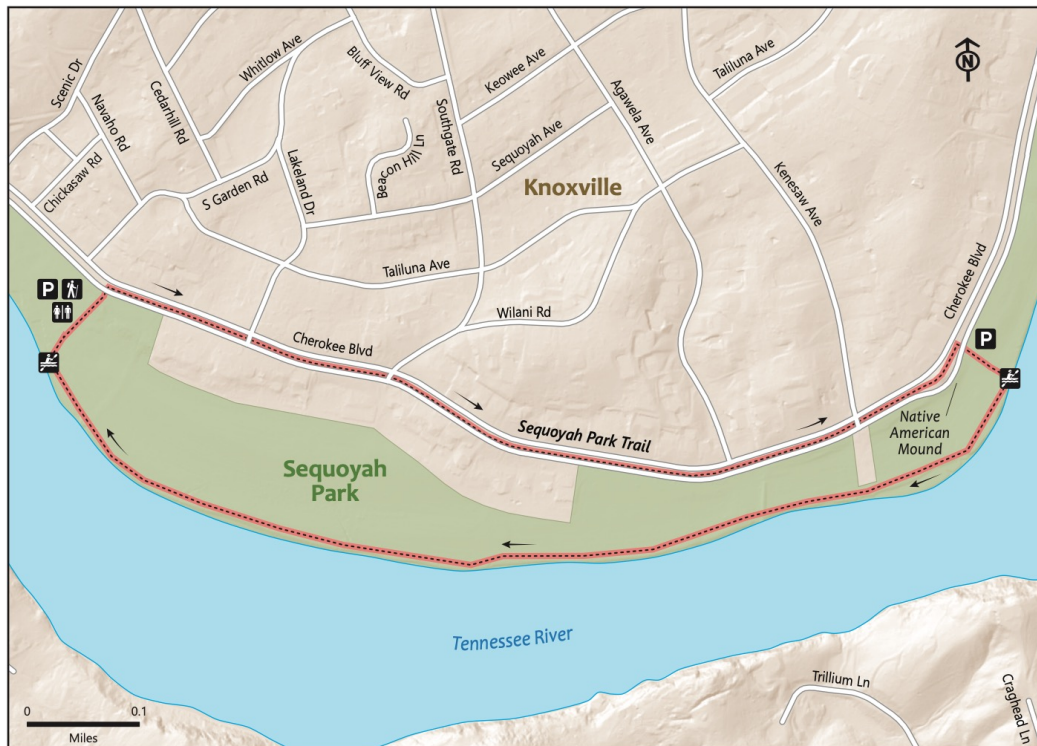 Scenic Dr
Navaho Rd
Cedarhill Rd
Whitlow Ave
Bluff View Rd
Keowee Ave
Southgate Rd
Agawela Ave
Taliluna Ave
N
Chickasaw Rd
S Garden Rd
Lakeland Dr
Beacon Hill Ln
Sequoyah Ave
Knoxville
Kenesaw Ave
Taliluna Ave
Cherokee Blvd
P
Wilani Rd
Cherokee Blvd
P
Sequoyah Park Trail
Native
American
Mound
Sequoyah
Park
Tennessee River
Trillium Ln
Craghead Ln
0 0.1
Miles